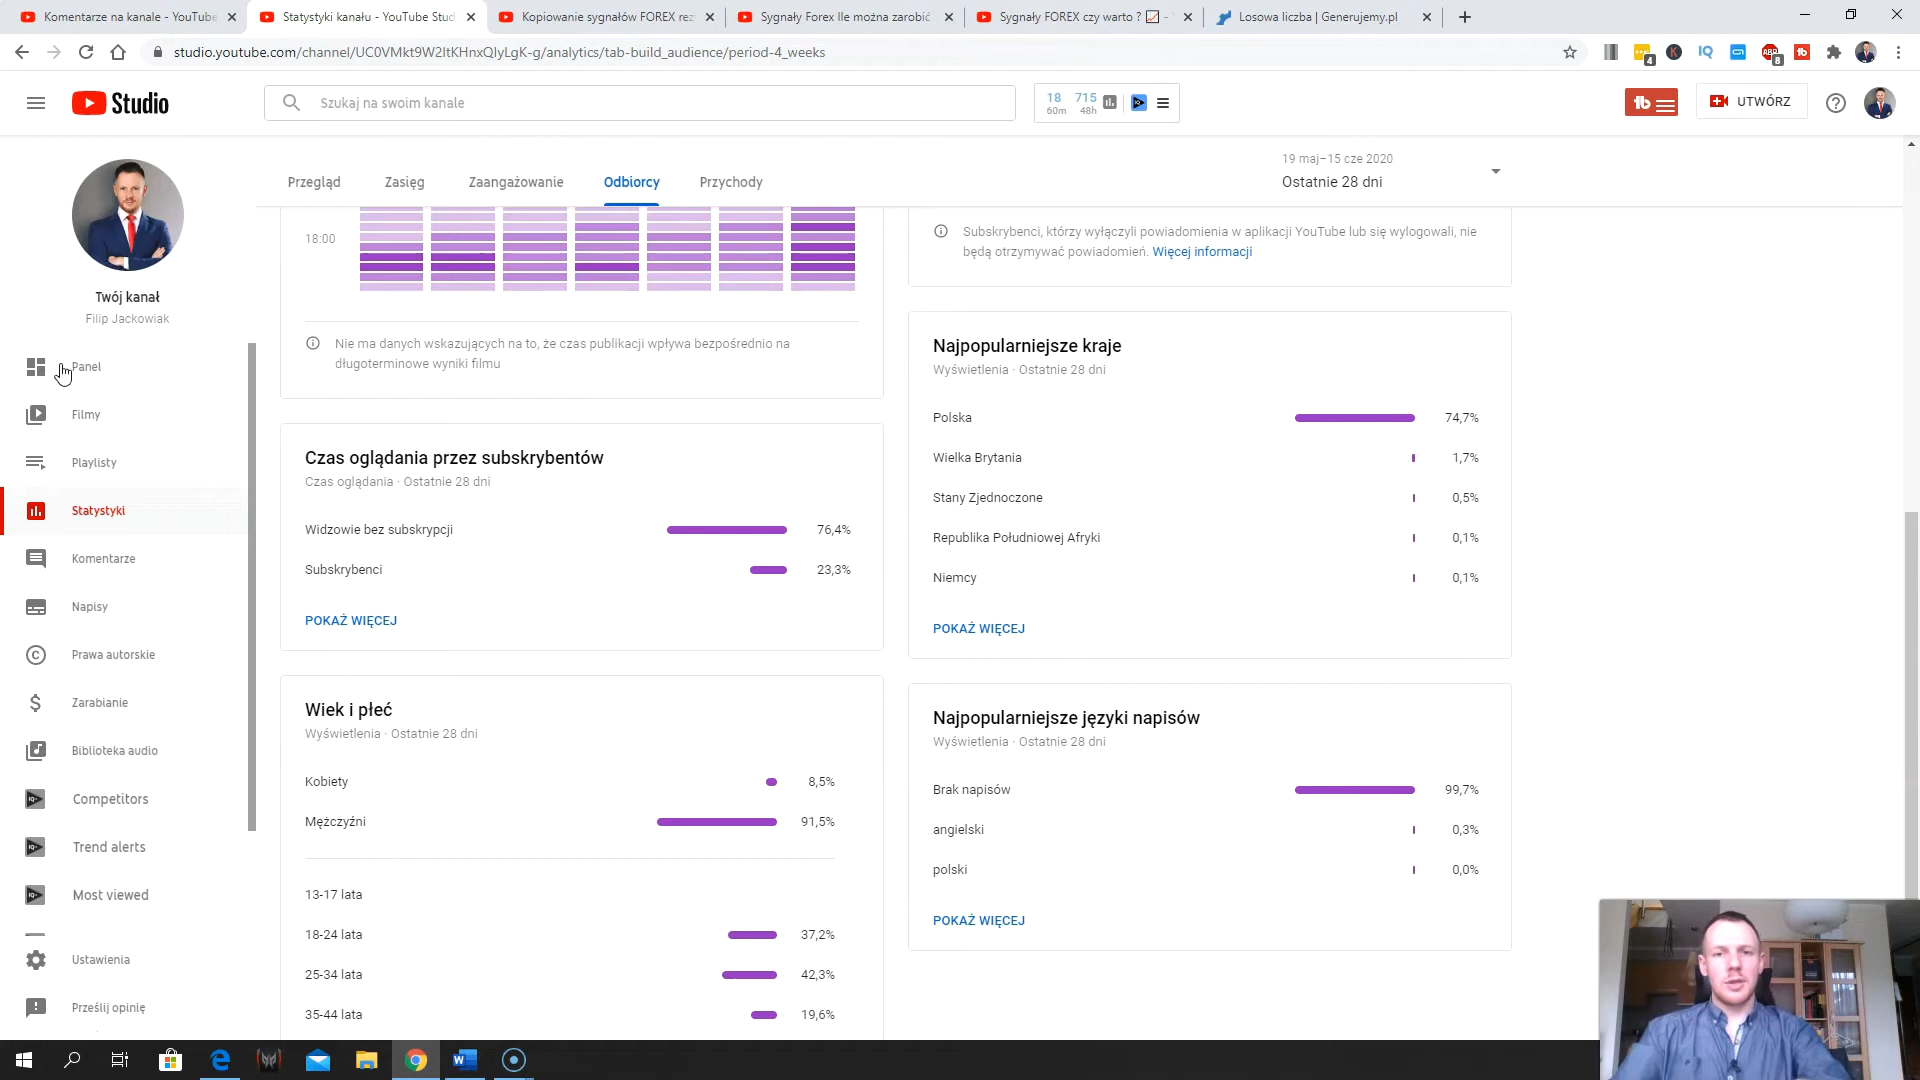 Komentarze na kanale - YouTube
Statystyki kanału - YouTube Stud
Kopiowanie sygnałów FOREX rez
Sygnały Forex Ile można zarobić
Sygnały FOREX czy warto ?
Losowa liczba | Generujemy.pl
studio.youtube.com/channel/UC0VMkt9W2ItKHnxQIyLgK-g/analytics/tab-build_audience/period-4_weeks
Studio
Szukaj na swoim kanale
18 715
60m 48h
UTWÓRZ
Twój kanał
Filip Jackowiak
Panel
Filmy
Playlisty
Statystyki
Komentarze
Napisy
Prawa autorskie
Zarabianie
Biblioteka audio
Competitors
Trend alerts
Most viewed
Ustawienia
Prześlij opinię
Przegląd Zasięg Zaangażowanie Odbiorcy Przychody
19 maj–15 cze 2020
Ostatnie 28 dni
18:00
Nie ma danych wskazujących na to, że czas publikacji wpływa bezpośrednio na
długoterminowe wyniki filmu
Czas oglądania przez subskrybentów
Czas oglądania · Ostatnie 28 dni
Widzowie bez subskrypcji 76,4%
Subskrybenci 23,3%
POKAŻ WIĘCEJ
Wiek i płeć
Wyświetlenia · Ostatnie 28 dni
Kobiety 8,5%
Mężczyźni 91,5%
13-17 lata
18-24 lata 37,2%
25-34 lata 42,3%
35-44 lata 19,6%
Subskrybenci, którzy wyłączyli powiadomienia w aplikacji YouTube lub się wylogowali, nie
będą otrzymywać powiadomień. Więcej informacji
Najpopularniejsze kraje
Wyświetlenia · Ostatnie 28 dni
Polska 74,7%
Wielka Brytania 1,7%
Stany Zjednoczone 0,5%
Republika Południowej Afryki 0,1%
Niemcy 0,1%
POKAŻ WIĘCEJ
Najpopularniejsze języki napisów
Wyświetlenia · Ostatnie 28 dni
Brak napisów 99,7%
angielski 0,3%
polski 0,0%
POKAŻ WIĘCEJ